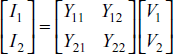 [I₁] = [Y₁₁ Y₁₂] [V₁]
[I₂] = [Y₂₁ Y₂₂] [V₂]